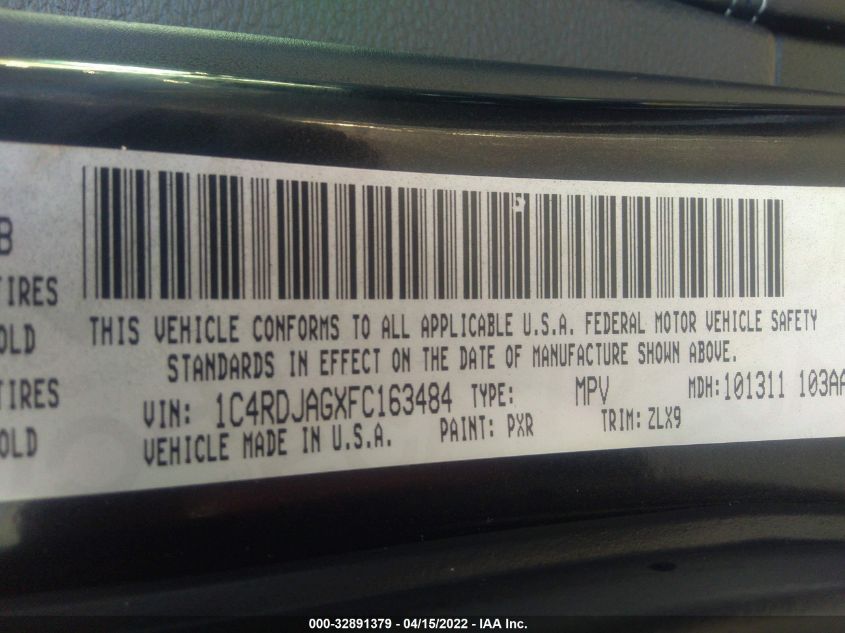 B
TIRES
OLD
TIRES
OLD
THIS VEHICLE CONFORMS TO ALL APPLICABLE U.S.A. FEDERAL MOTOR VEHICLE SAFETY
STANDARDS IN EFFECT ON THE DATE OF MANUFACTURE SHOWN ABOVE.
VIN: 1C4RDJAGXFC163484 TYPE: MPV MDH:101311 103AA
VEHICLE MADE IN U.S.A. PAINT: PXR TRIM: ZLX9
000-32891379 - 04/15/2022 - IAA Inc.